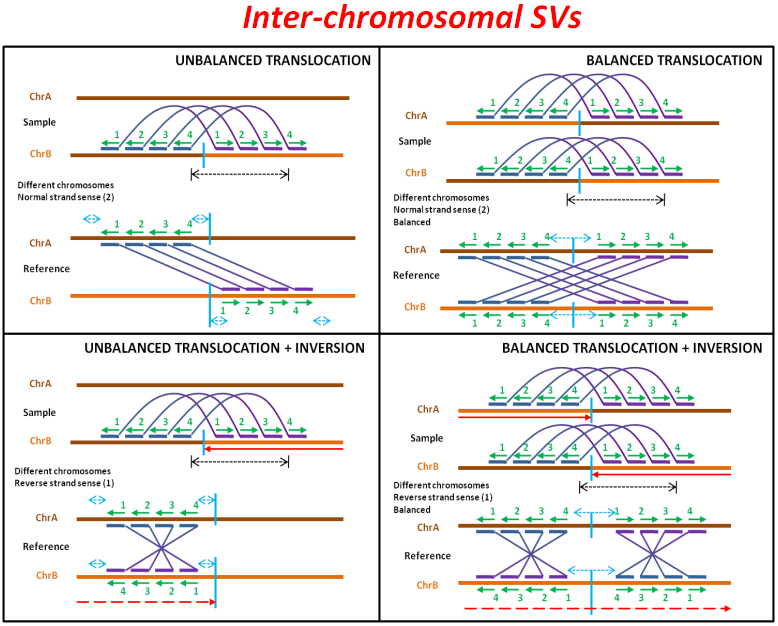 Inter-chromosomal SVs
UNBALANCED TRANSLOCATION
ChrA
Sample
1 2 3 4 1 2 3 4
ChrB
Different chromosomes
Normal strand sense (2)
1 2 3 4
ChrA
Reference
ChrB
1 2 3 4
BALANCED TRANSLOCATION
1 2 3 4 1 2 3 4
ChrA
Sample
1 2 3 4 1 2 3 4
ChrB
Different chromosomes
Normal strand sense (2)
Balanced
1 2 3 4 1 2 3 4
ChrA
Reference
ChrB
1 2 3 4 1 2 3 4
UNBALANCED TRANSLOCATION + INVERSION
ChrA
Sample
1 2 3 4 1 2 3 4
ChrB
Different chromosomes
Reverse strand sense (1)
1 2 3 4
ChrA
Reference
ChrB
4 3 2 1
BALANCED TRANSLOCATION + INVERSION
1 2 3 4 1 2 3 4
ChrA
Sample
1 2 3 4 1 2 3 4
ChrB
Different chromosomes
Reverse strand sense (1)
Balanced
1 2 3 4 1 2 3 4
ChrA
Reference
ChrB
4 3 2 1 4 3 2 1